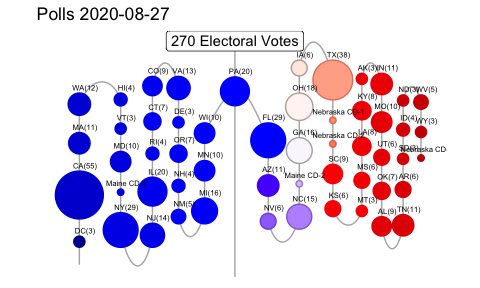 Polls 2020-08-27
270 Electoral Votes
IA(6) TX(38)
CO(9) VA(13) PA(20) AK(3) IN(11)
WA(12) HI(4) OH(18) KY(8) ND(3) WV(5)
Nebraska CD-1
CT(7) DE(3) WI(10) FL(29) MO(10)
MA(11) VT(3) GA(16) Nebraska CD ID(4) WY(3)
RI(4) OR(7) LA(8) UT(6) SD(3) Nebraska CD
CA(55) MD(10) MN(10) AZ(11) SC(9)
Maine CD IL(20) NH(4) Maine CD-2 MS(6) OK(7) AR(6)
NY(29) NM(5) MI(16) NV(6) NC(15) KS(6) MT(3)
DC(3) NJ(14) AL(9) TN(11)